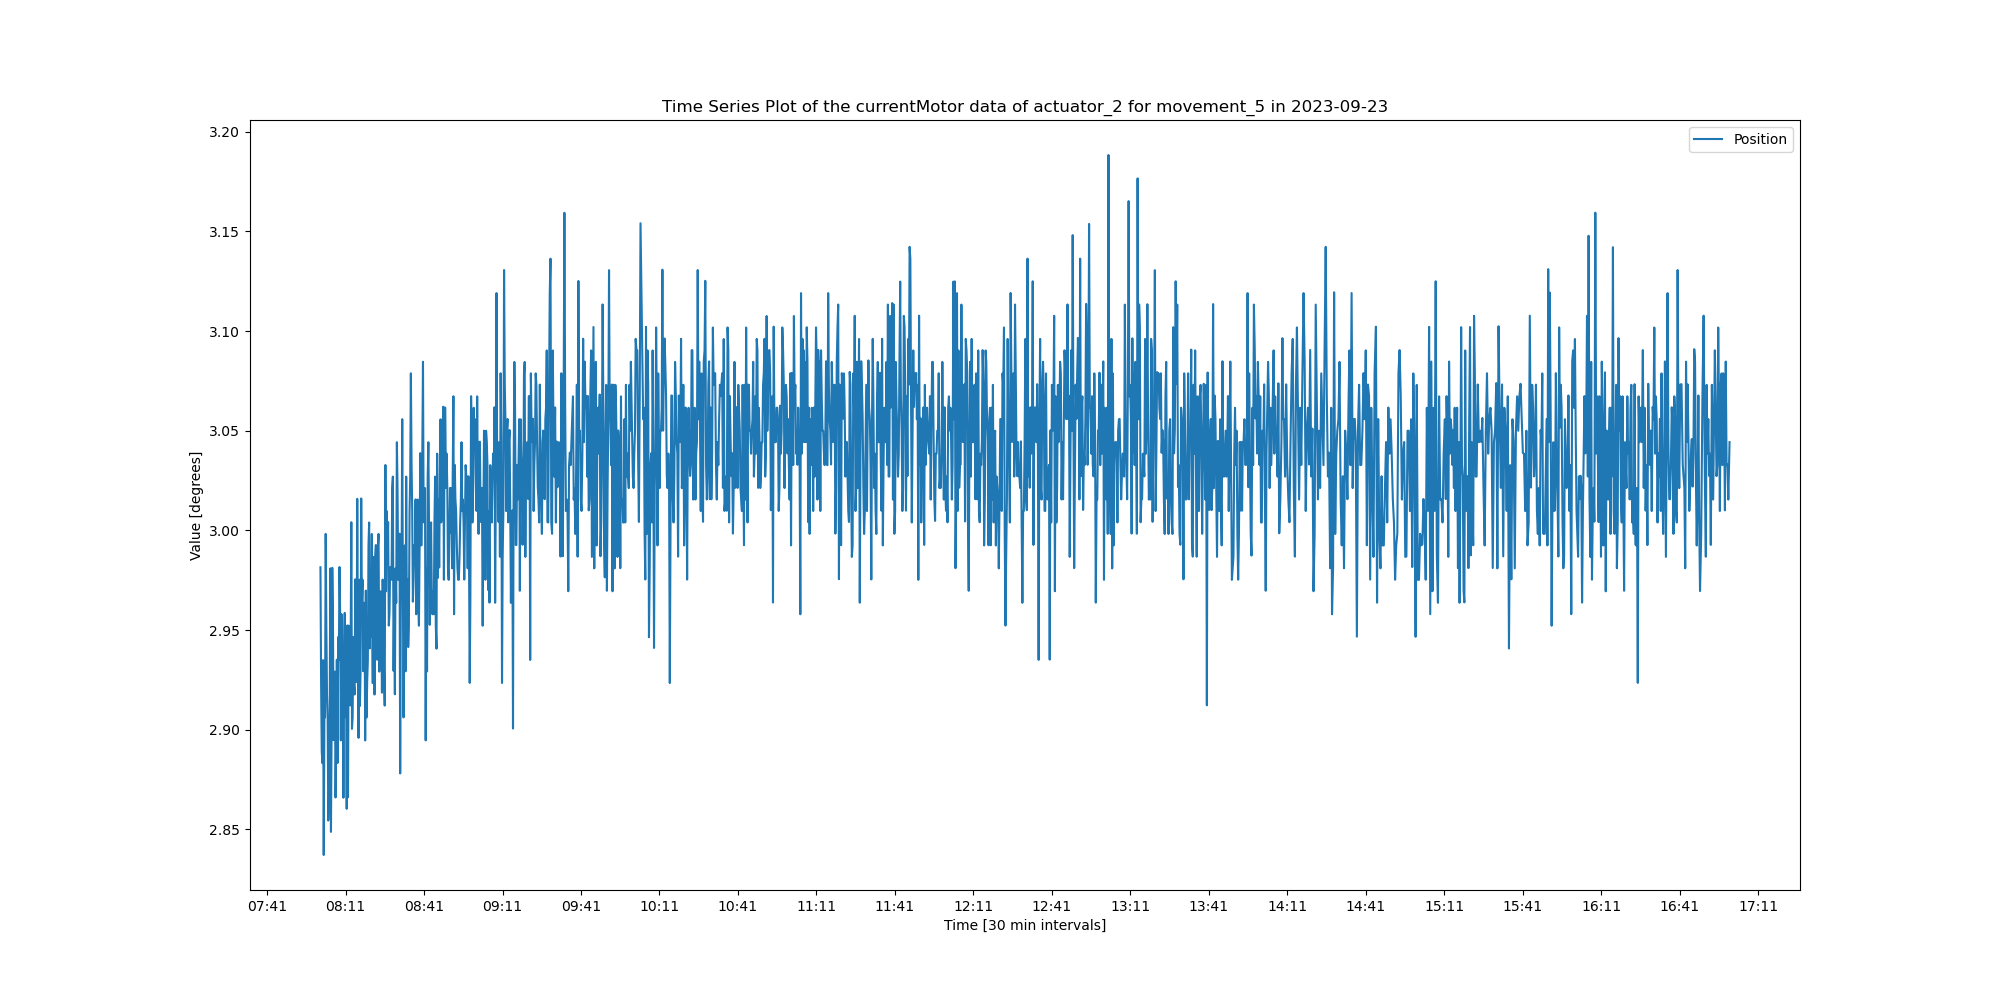 Time Series Plot of the currentMotor data of actuator_2 for movement_5 in 2023-09-23
Position
3.20
3.15
3.10
3.05
3.00
2.95
2.90
2.85
Value [degrees]
07:41 08:11 08:41 09:11 09:41 10:11 10:41 11:11 11:41 12:11 12:41 13:11 13:41 14:11 14:41 15:11 15:41 16:11 16:41 17:11
Time [30 min intervals]